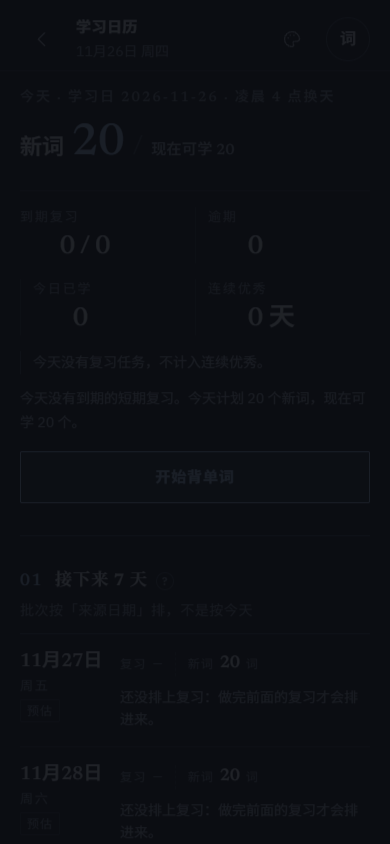 学习日历
11月26日 周四
词
今天 · 学习日 2026-11-26 · 凌晨 4 点换天
新词 20 / 现在可学 20
到期复习
逾期
0 / 0
0
今日已学
连续优秀
0
0 天
今天没有复习任务，不计入连续优秀。
今天没有到期的短期复习。今天计划 20 个新词，现在可
学 20 个。
开始背单词
01 接下来 7 天 ?
批次按「来源日期」排，不是按今天
11月27日 复习 — 新词 20 词
周五
预估
还没排上复习：做完前面的复习才会排
进来。
11月28日 复习 — 新词 20 词
周六
预估
还没排上复习：做完前面的复习才会排
进来。